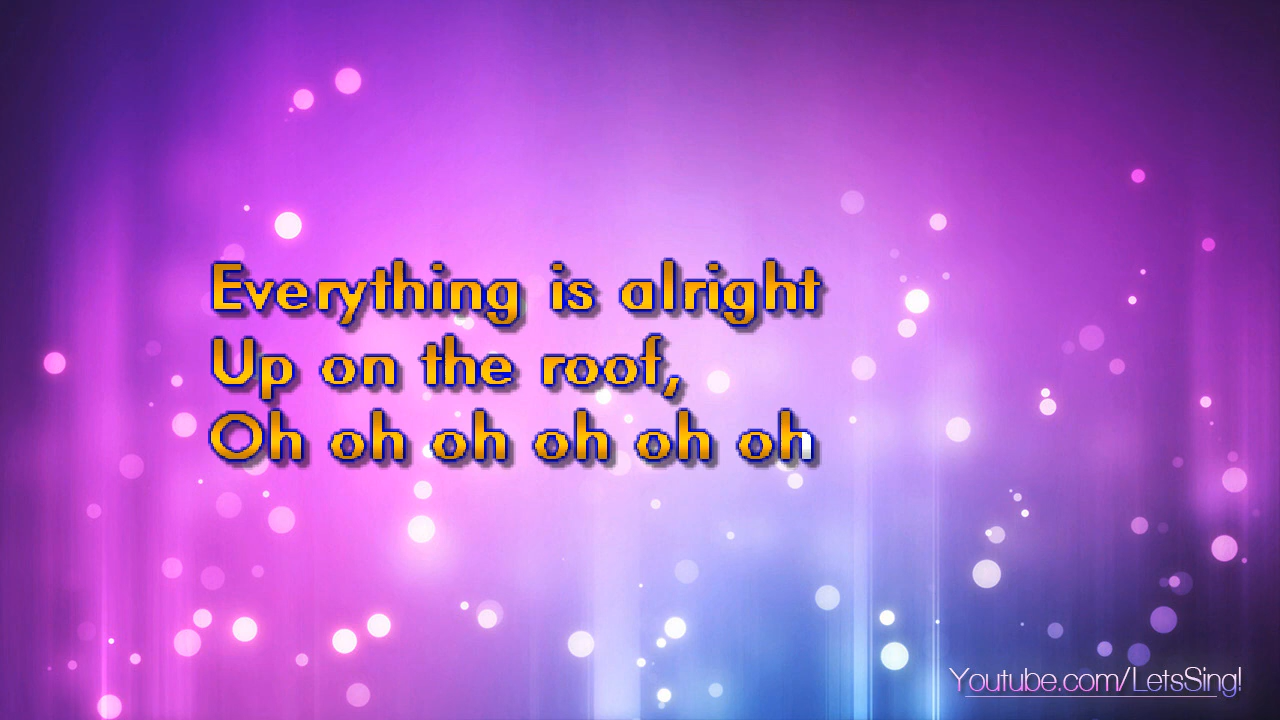 Everything is alright
Up on the roof,
Oh oh oh oh oh oh
Youtube.com/LetsSing!